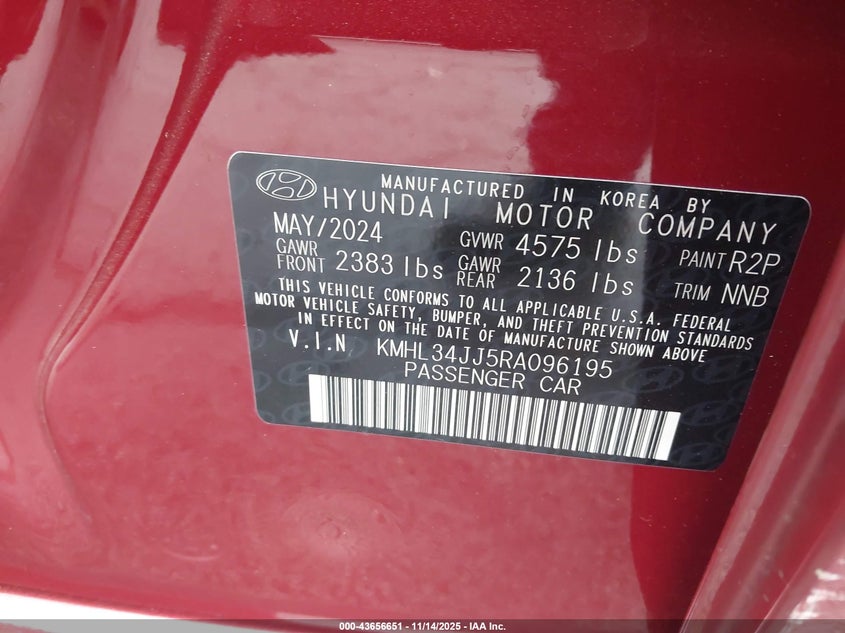 MANUFACTURED IN KOREA BY
HYUNDAI MOTOR COMPANY
MAY/2024 GVWR 4575 lbs PAINT R2P
GAWR FRONT 2383 lbs GAWR REAR 2136 lbs TRIM NNB
THIS VEHICLE CONFORMS TO ALL APPLICABLE U.S.A. FEDERAL
MOTOR VEHICLE SAFETY, BUMPER, AND THEFT PREVENTION STANDARDS
IN EFFECT ON THE DATE OF MANUFACTURE SHOWN ABOVE
V.I.N KMHL34JJ5RA096195
PASSENGER CAR
000-43656651 | 11/14/2025 - IAA Inc.